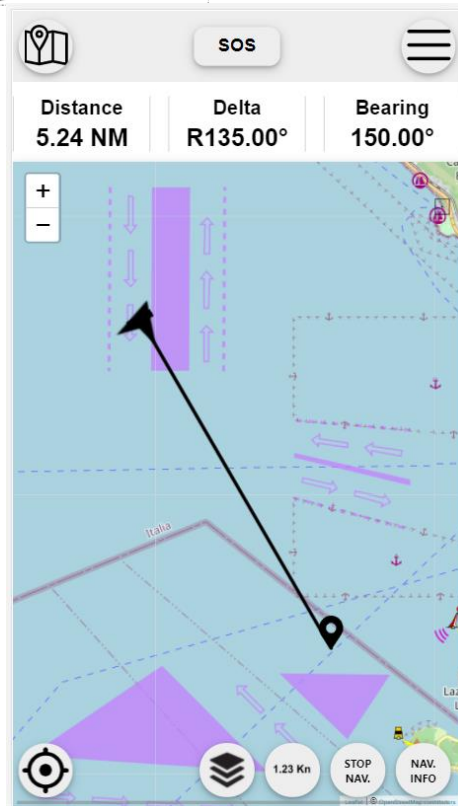 SOS
Distance
Delta
Bearing
5.24 NM
R135.00°
150.00°
+
−
Italia
1.23 Kn
STOP
NAV.
NAV.
INFO